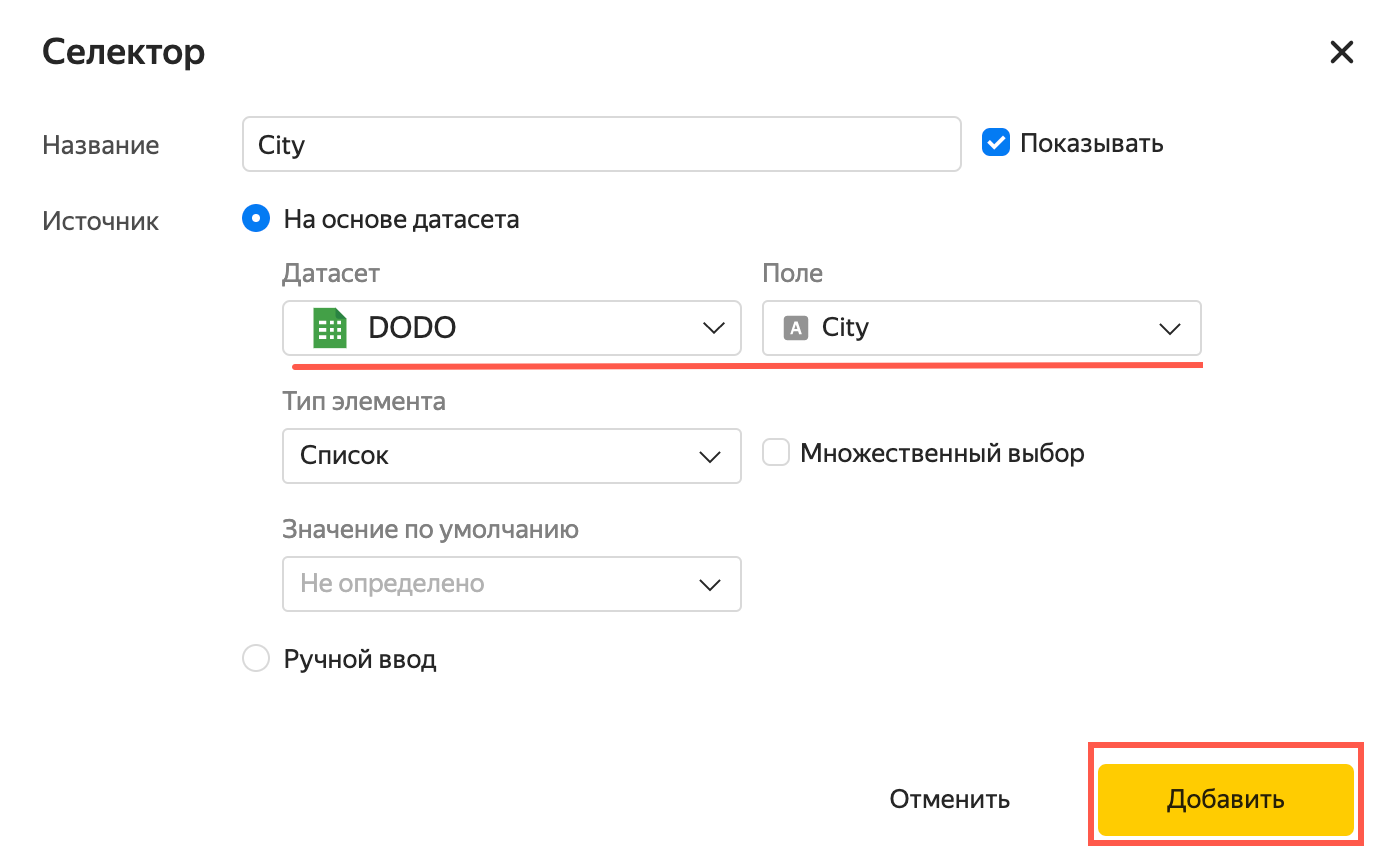 Селектор
Название
City
Показывать
Источник
На основе датасета
Датасет
Поле
DODO
A City
Тип элемента
Список
Множественный выбор
Значение по умолчанию
Не определено
Ручной ввод
Отменить
Добавить